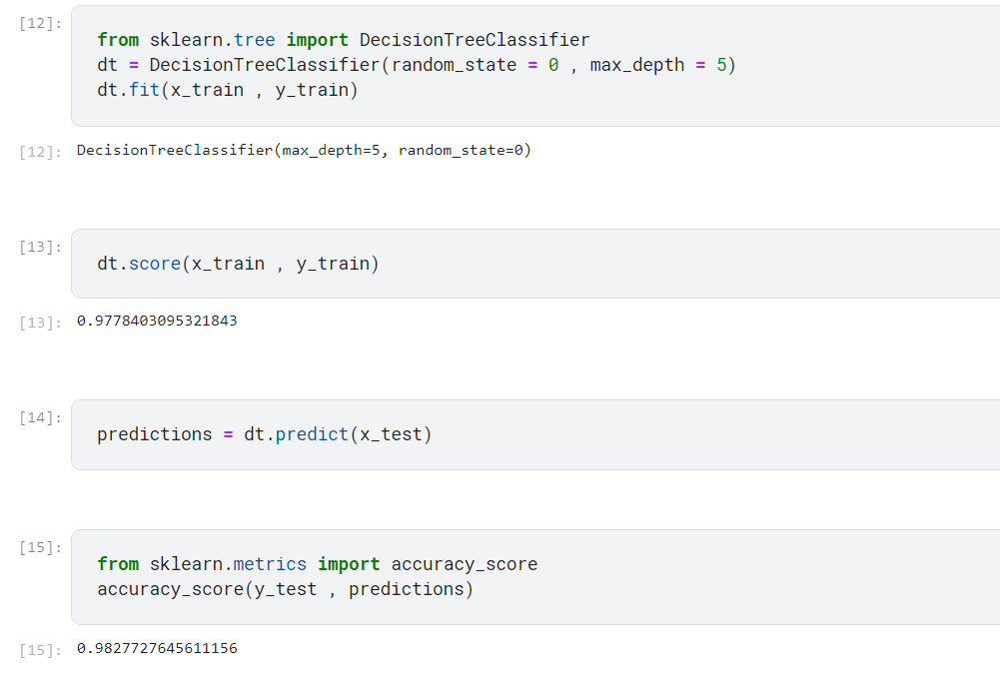 [12]:
from sklearn.tree import DecisionTreeClassifier
dt = DecisionTreeClassifier(random_state = 0 , max_depth = 5)
dt.fit(x_train , y_train)
[12]: DecisionTreeClassifier(max_depth=5, random_state=0)
[13]:
dt.score(x_train , y_train)
[13]: 0.9778403095321843
[14]:
predictions = dt.predict(x_test)
[15]:
from sklearn.metrics import accuracy_score
accuracy_score(y_test , predictions)
[15]: 0.9827727645611156